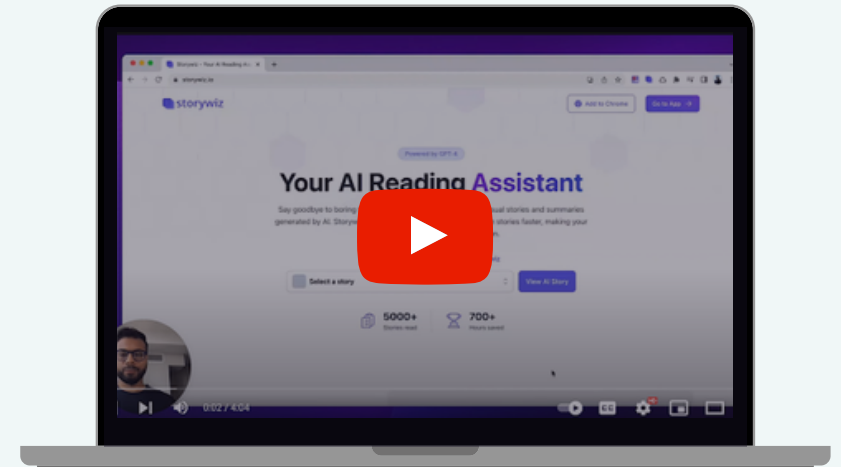 Storywiz - Your AI Reading A
storywiz.io
storywiz
Add to Chrome
Go to App
Powered by GPT-4
Your AI Reading Assistant
Say goodbye to boring
stories and summaries
generated by AI.
stories faster, making your
Select a story
View AI Story
5000+
Stories read
700+
Hours saved
0:02 / 4:04
CC